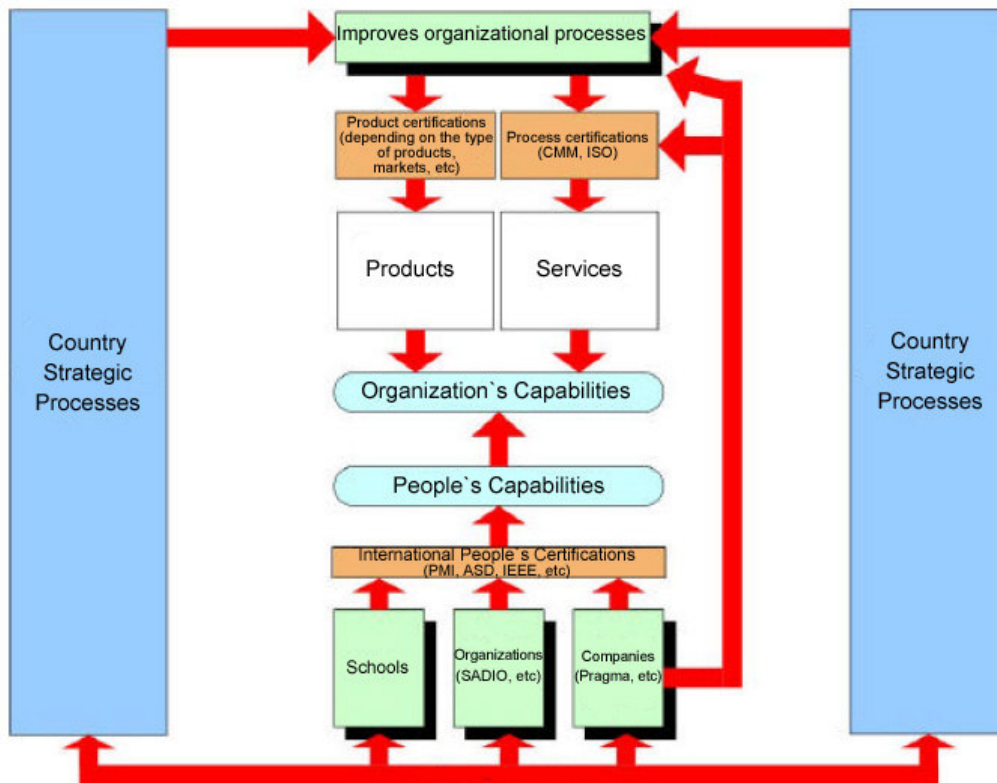 Improves organizational processes
Product certifications
(depending on the type
of products,
markets, etc)
Process certifications
(CMM, ISO)
Products
Services
Country
Strategic
Processes
Country
Strategic
Processes
Organization`s Capabilities
People`s Capabilities
International People`s Certifications
(PMI, ASD, IEEE, etc)
Schools
Organizations
(SADIO, etc)
Companies
(Pragma, etc)